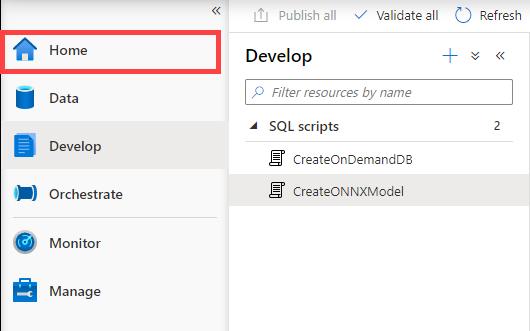 Home
Data
Develop
Orchestrate
Monitor
Manage
Publish all Validate all Refresh
Develop
Filter resources by name
SQL scripts 2
CreateOnDemandDB
CreateONNXModel